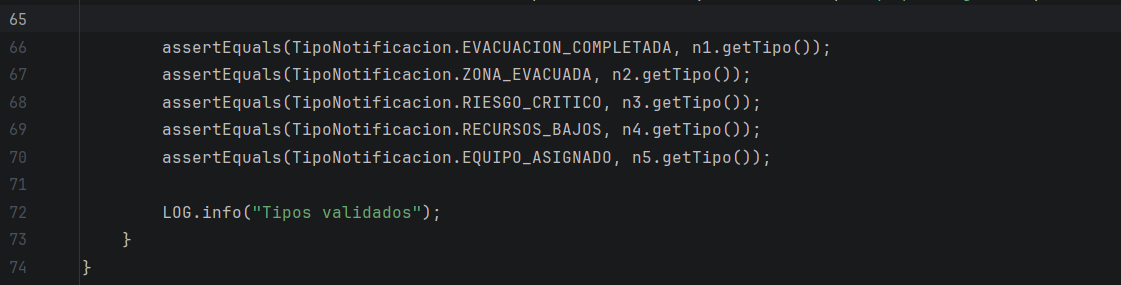 65
66 assertEquals(TipoNotificacion.EVACUACION_COMPLETADA, n1.getTipo());
67 assertEquals(TipoNotificacion.ZONA_EVACUADA, n2.getTipo());
68 assertEquals(TipoNotificacion.RIESGO_CRITICO, n3.getTipo());
69 assertEquals(TipoNotificacion.RECURSOS_BAJOS, n4.getTipo());
70 assertEquals(TipoNotificacion.EQUIPO_ASIGNADO, n5.getTipo());
71
72 LOG.info("Tipos validados");
73 }
74 }